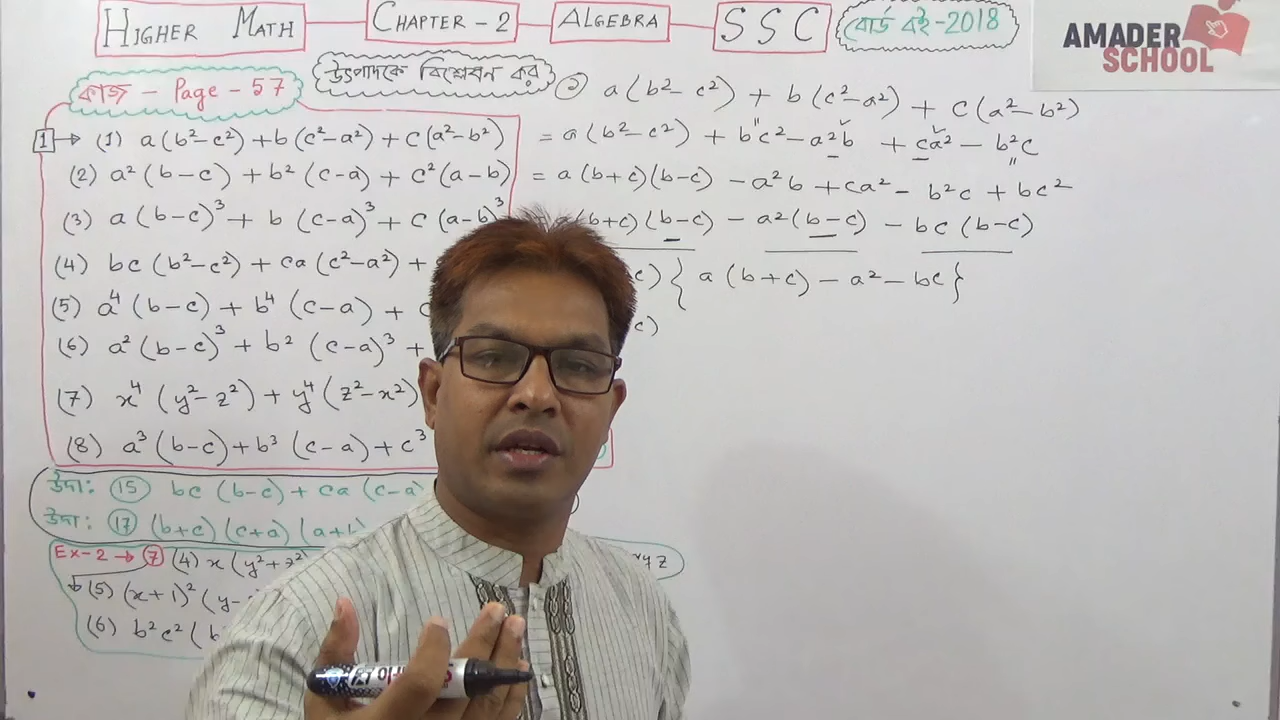 HIGHER MATH CHAPTER - 2 ALGEBRA SSC বোর্ড বই-2018
AMADER
SCHOOL
কাজ - Page - 57
উৎপাদকে বিশ্লেষন কর
1 → (1) a(b²-c²)+b(c²-a²)+c(a²-b²)
(2) a²(b-c)+b²(c-a)+c²(a-b)
(3) a(b-c)³+b(c-a)³+c(a-b)³
(4) bc(b²-c²)+ca(c²-a²)+
(5) a⁴(b-c)+b⁴(c-a)+
(6) a²(b-c)³+b²(c-a)³+
(7) x⁴(y²-z²)+y⁴(z²-x²)
(8) a³(b-c)+b³(c-a)+c³
উদা: 15 bc(b-c)+ca(c-a)
উদা: 17 (b+c)(c+a)(a+b)
Ex-2 → 7 (4) x(y²+z²) xyz
(5) (x+1)²(y-
(6) b²c²(b
① a(b²-c²)+b(c²-a²)+c(a²-b²)
= a(b²-c²)+b c²-a²b+ca²-b²c
= a(b+c)(b-c)-a²b+ca²-b²c+bc²
(b+c)(b-c)-a²(b-c)-bc(b-c)
c){a(b+c)-a²-bc}
c)